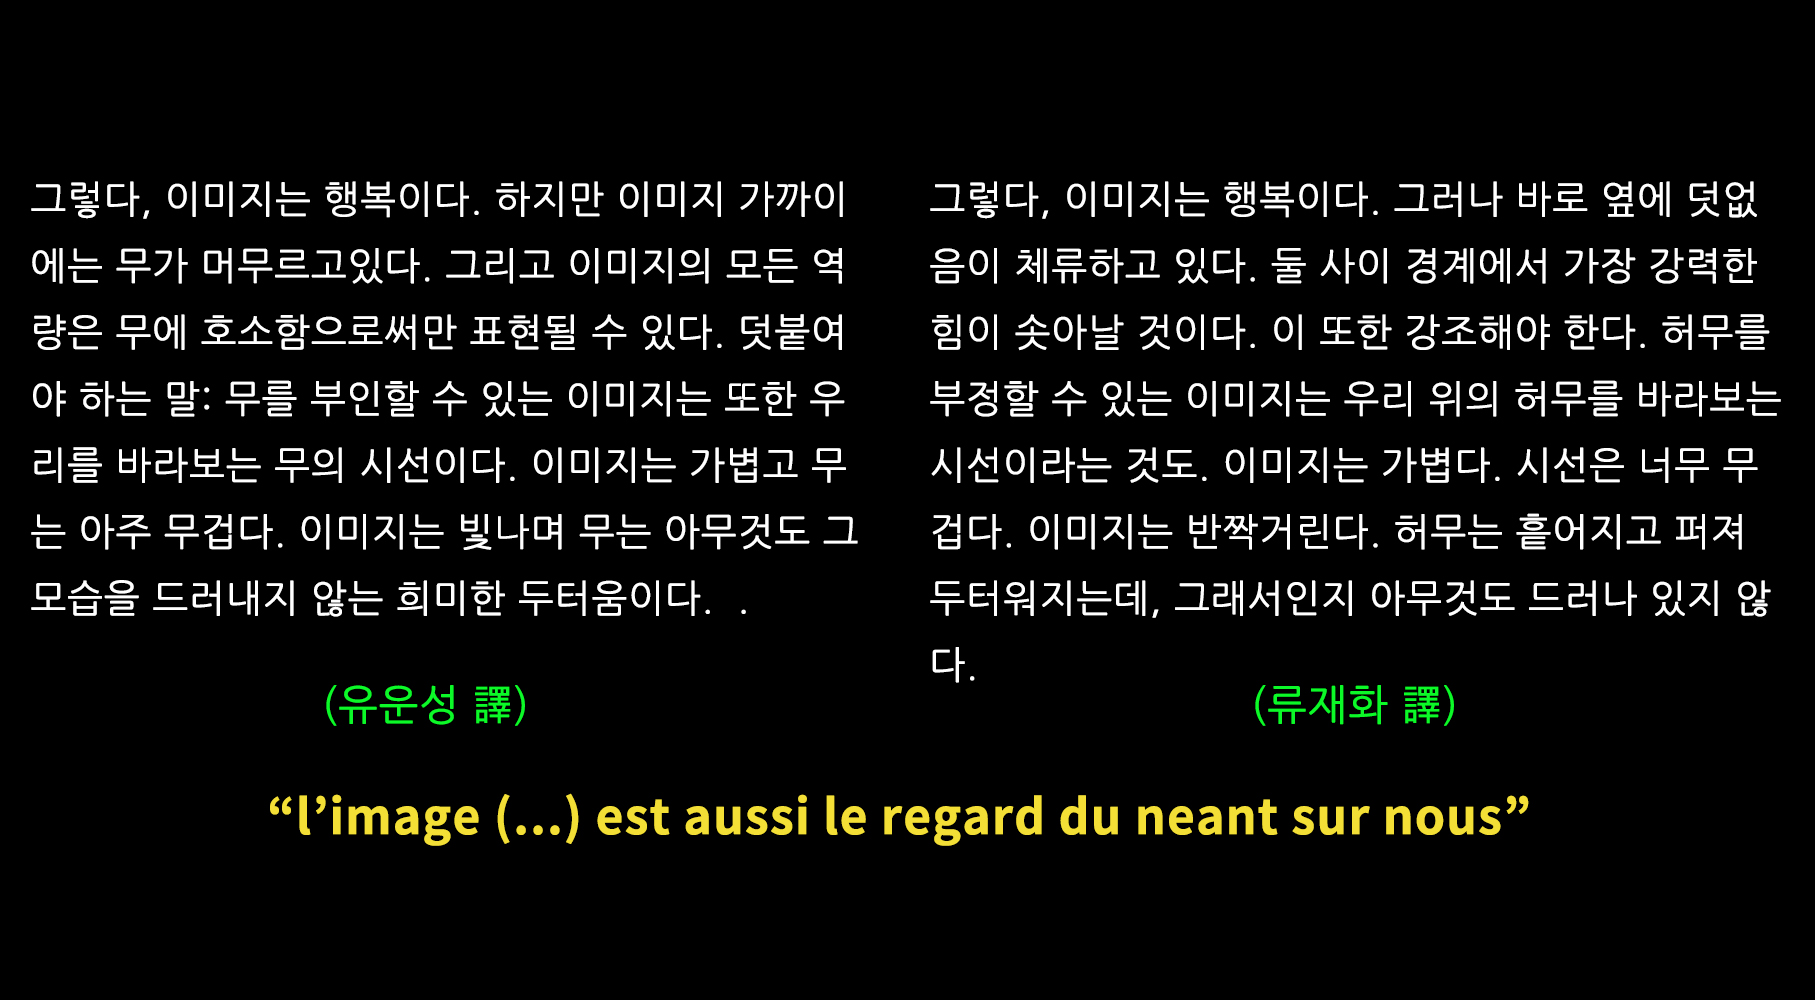 그렇다, 이미지는 행복이다. 하지만 이미지 가까이
에는 무가 머무르고있다. 그리고 이미지의 모든 역
량은 무에 호소함으로써만 표현될 수 있다. 덧붙여
야 하는 말: 무를 부인할 수 있는 이미지는 또한 우
리를 바라보는 무의 시선이다. 이미지는 가볍고 무
는 아주 무겁다. 이미지는 빛나며 무는 아무것도 그
모습을 드러내지 않는 희미한 두터움이다.  .
(유운성 譯)
그렇다, 이미지는 행복이다. 그러나 바로 옆에 덧없
음이 체류하고 있다. 둘 사이 경계에서 가장 강력한
힘이 솟아날 것이다. 이 또한 강조해야 한다. 허무를
부정할 수 있는 이미지는 우리 위의 허무를 바라보는
시선이라는 것도. 이미지는 가볍다. 시선은 너무 무
겁다. 이미지는 반짝거린다. 허무는 흩어지고 퍼져
두터워지는데, 그래서인지 아무것도 드러나 있지 않
다.
(류재화 譯)
“l’image (...) est aussi le regard du neant sur nous”